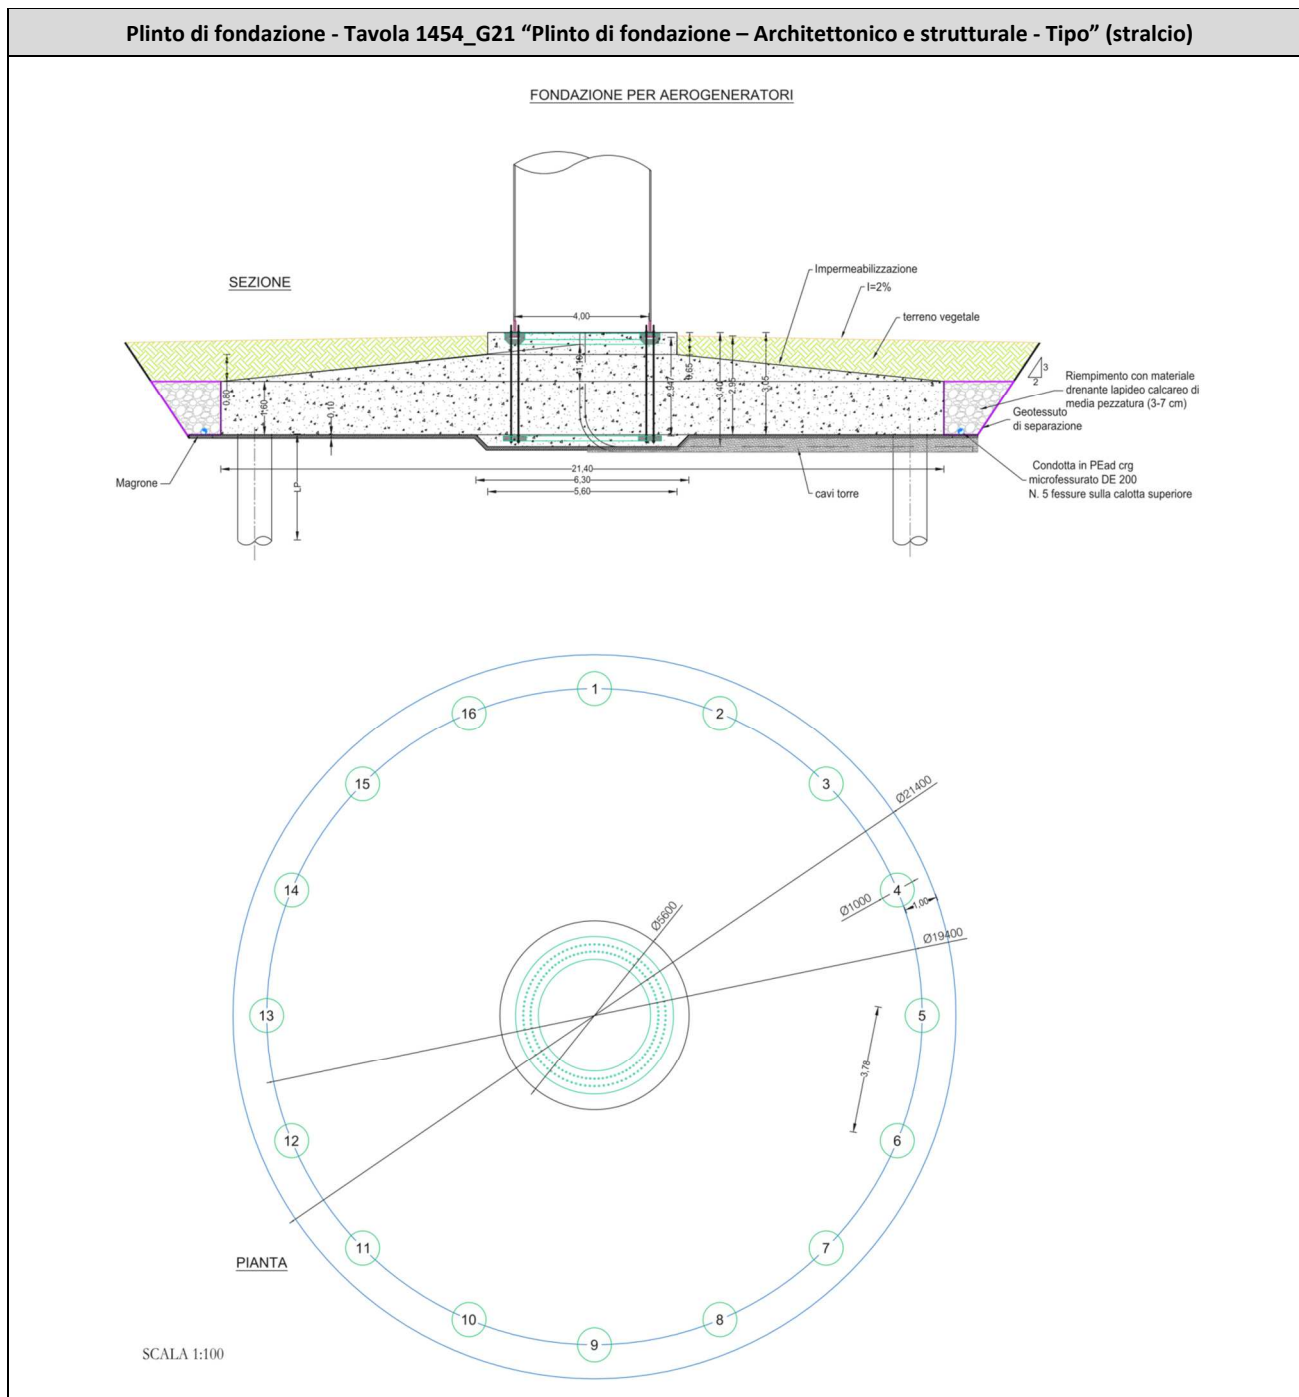 Plinto di fondazione - Tavola 1454_G21 “Plinto di fondazione – Architettonico e strutturale - Tipo” (stralcio)
FONDAZIONE PER AEROGENERATORI
SEZIONE
Impermeabilizzazione
I=2%
terreno vegetale
4,00
3
2
Riempimento con materiale
drenante lapideo calcareo di
media pezzatura (3-7 cm)
Geotessuto
di separazione
0,80
1,60
0,10
1,10
0,65
3,40
2,95
3,05
Magrone
LP
21,40
6,30
5,60
cavi torre
Condotta in PEad crg
microfessurato DE 200
N. 5 fessure sulla calotta superiore
1
2
3
4
5
6
7
8
9
10
11
12
13
14
15
16
Ø21400
Ø1000
1,00
Ø19400
Ø5600
3,78
PIANTA
SCALA 1:100